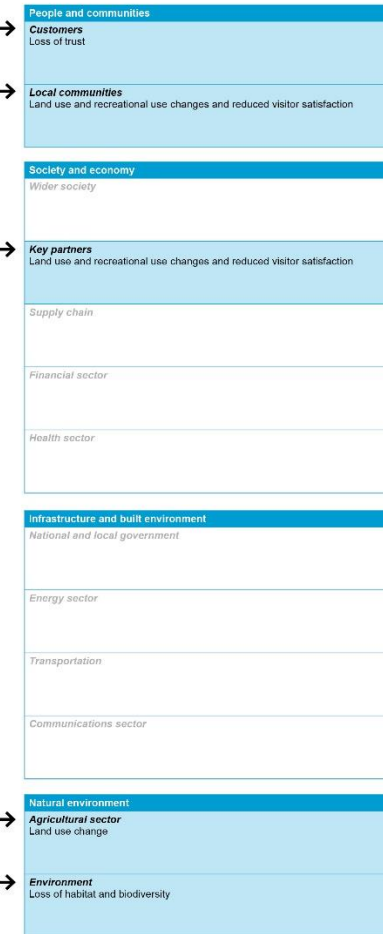 People and communities
Customers
Loss of trust
Local communities
Land use and recreational use changes and reduced visitor satisfaction
Society and economy
Wider society
Key partners
Land use and recreational use changes and reduced visitor satisfaction
Supply chain
Financial sector
Health sector
Infrastructure and built environment
National and local government
Energy sector
Transportation
Communications sector
Natural environment
Agricultural sector
Land use change
Environment
Loss of habitat and biodiversity